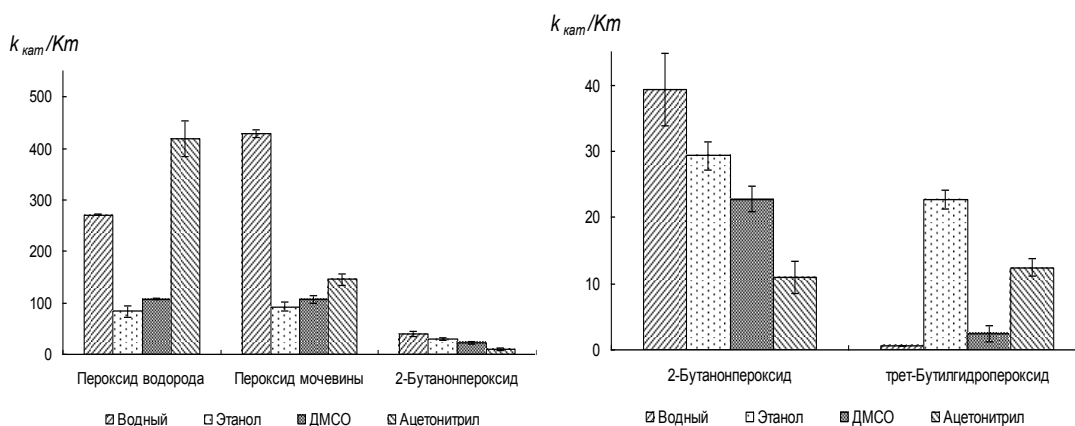 k кат/Km
500
400
300
200
100
0
Пероксид водорода Пероксид мочевины 2-Бутанонпероксид
Водный Этанол ДМСО Ацетонитрил
k кат/Km
40
30
20
10
0
2-Бутанонпероксид трет-Бутилгидропероксид
Водный Этанол ДМСО Ацетонитрил